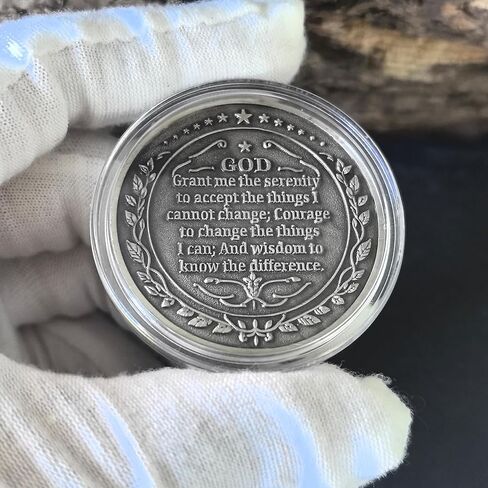 GOD
Grant me the serenity
to accept the things I
cannot change; Courage
to change the things
I can; And wisdom to
know the difference.